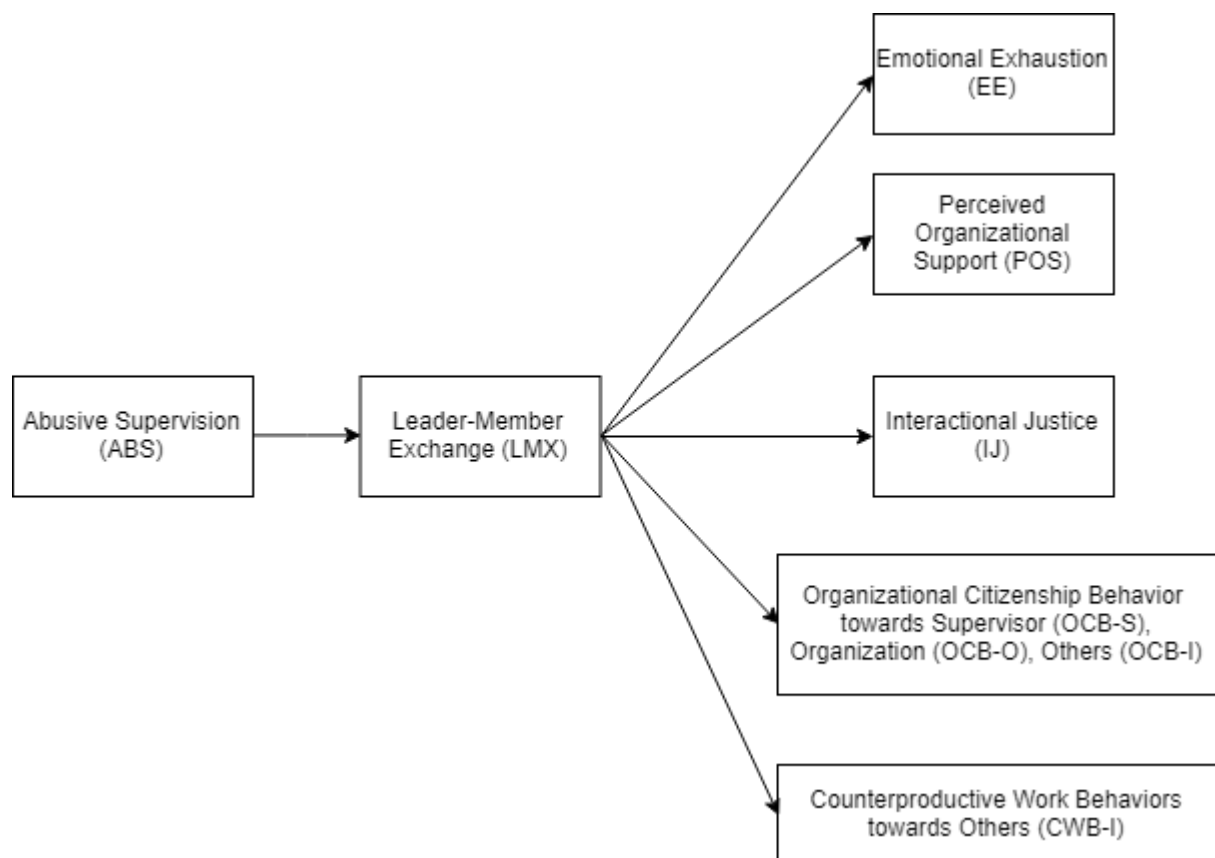 Emotional Exhaustion
(EE)
Perceived
Organizational
Support (POS)
Abusive Supervision
(ABS)
Leader-Member
Exchange (LMX)
Interactional Justice
(IJ)
Organizational Citizenship Behavior
towards Supervisor (OCB-S),
Organization (OCB-O), Others (OCB-I)
Counterproductive Work Behaviors
towards Others (CWB-I)